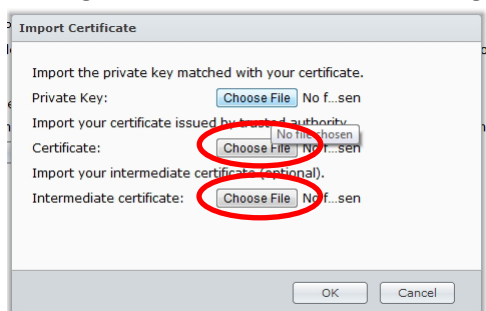 Import Certificate
Import the private key matched with your certificate.
Private Key: Choose File No f...sen
Import your certificate issued by trusted authority.
No file chosen
Certificate: Choose File No f...sen
Import your intermediate certificate (optional).
Intermediate certificate: Choose File No f...sen
OK Cancel